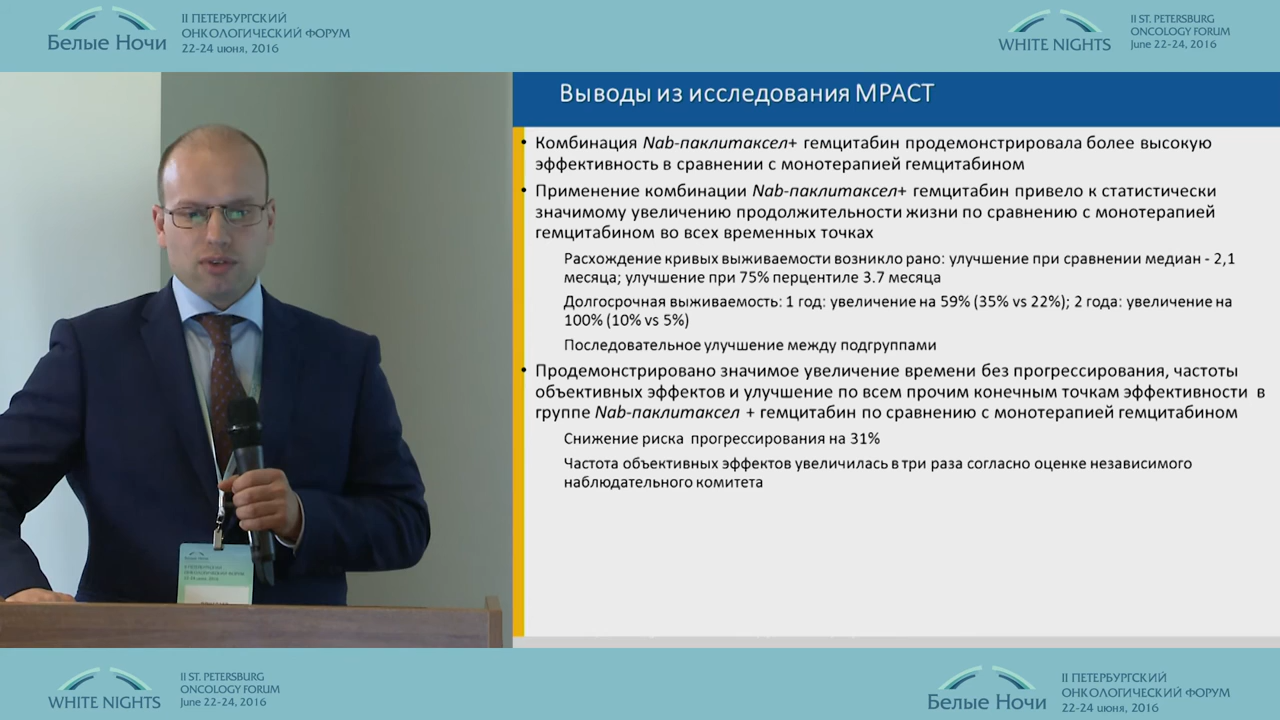 II ПЕТЕРБУРГСКИЙ
ОНКОЛОГИЧЕСКИЙ ФОРУМ
Белые Ночи
22-24 июня, 2016
II ST. PETERSBURG
ONCOLOGY FORUM
WHITE NIGHTS
June 22-24, 2016
Выводы из исследования МРАСТ
• Комбинация Nab-паклитаксел+ гемцитабин продемонстрировала более высокую
эффективность в сравнении с монотерапией гемцитабином
• Применение комбинации Nab-паклитаксел+ гемцитабин привело к статистически
значимому увеличению продолжительности жизни по сравнению с монотерапией
гемцитабином во всех временных точках
Расхождение кривых выживаемости возникло рано: улучшение при сравнении медиан - 2,1
месяца; улучшение при 75% перцентиле 3.7 месяца
Долгосрочная выживаемость: 1 год: увеличение на 59% (35% vs 22%); 2 года: увеличение на
100% (10% vs 5%)
Последовательное улучшение между подгруппами
• Продемонстрировано значимое увеличение времени без прогрессирования, частоты
объективных эффектов и улучшение по всем прочим конечным точкам эффективности в
группе Nab-паклитаксел + гемцитабин по сравнению с монотерапией гемцитабином
Снижение риска прогрессирования на 31%
Частота объективных эффектов увеличилась в три раза согласно оценке независимого
наблюдательного комитета
II ST. PETERSBURG
ONCOLOGY FORUM
WHITE NIGHTS
June 22-24, 2016
II ПЕТЕРБУРГСКИЙ
ОНКОЛОГИЧЕСКИЙ ФОРУМ
Белые Ночи
22-24 июня, 2016